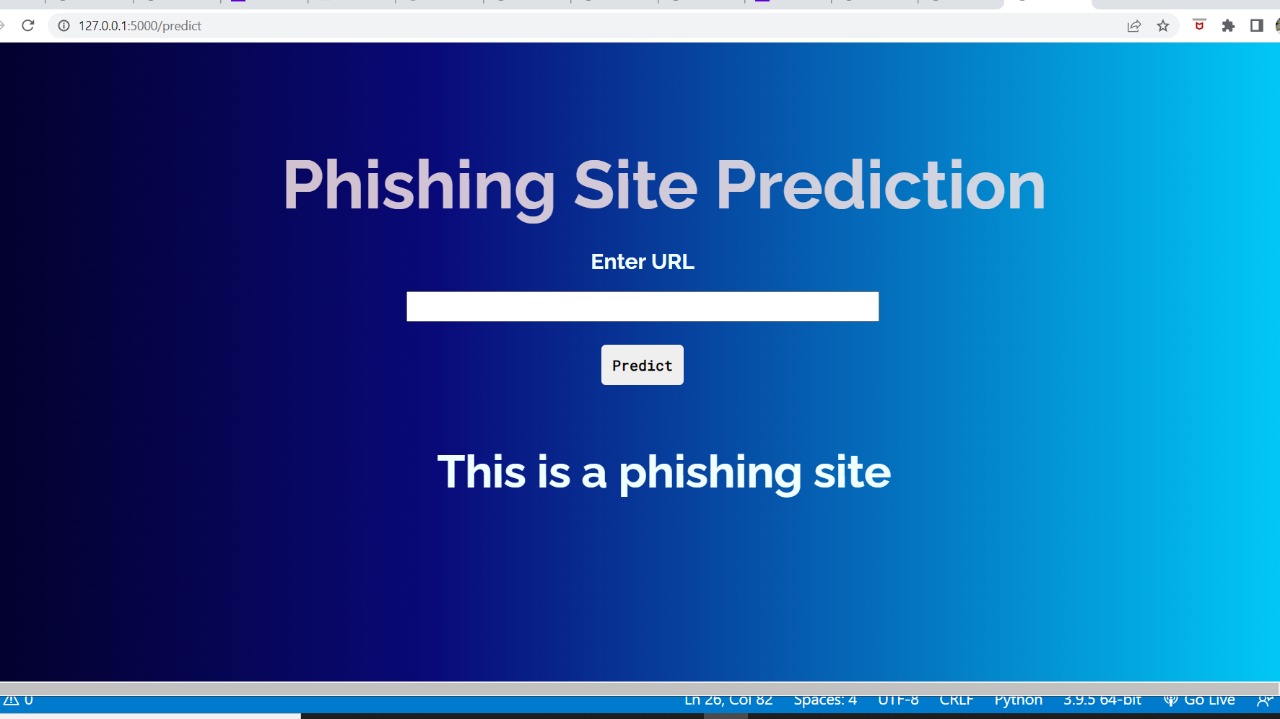 127.0.0.1:5000/predict
Phishing Site Prediction
Enter URL
Predict
This is a phishing site
0 Ln 26, Col 82 Spaces: 4 UTF-8 CRLF Python 3.9.5 64-bit Go Live